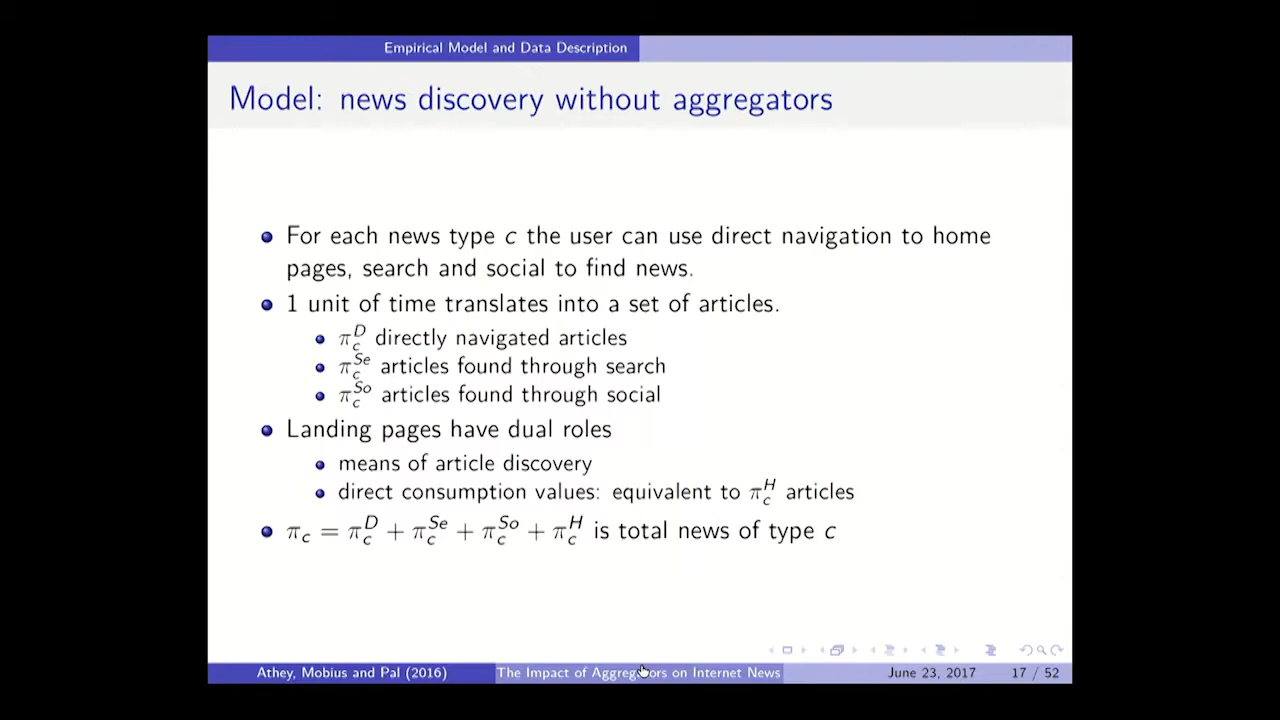 Empirical Model and Data Description
Model: news discovery without aggregators
For each news type c the user can use direct navigation to home
pages, search and social to find news.
1 unit of time translates into a set of articles.
π_c^D directly navigated articles
π_c^Se articles found through search
π_c^So articles found through social
Landing pages have dual roles
means of article discovery
direct consumption values: equivalent to π_c^H articles
π_c = π_c^D + π_c^Se + π_c^So + π_c^H is total news of type c
Athey, Mobius and Pal (2016) The Impact of Aggregators on Internet News June 23, 2017 17 / 52